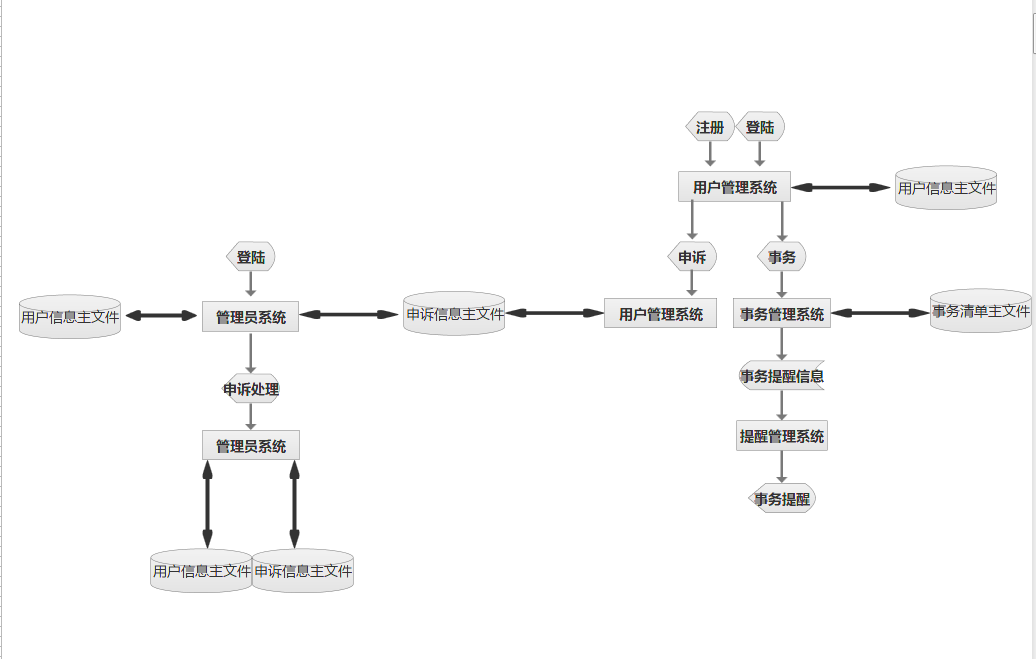 注册
登陆
用户管理系统
用户信息主文件
申诉
事务
登陆
用户信息主文件
管理员系统
申诉信息主文件
用户管理系统
事务管理系统
事务清单主文件
申诉处理
事务提醒信息
管理员系统
提醒管理系统
事务提醒
用户信息主文件
申诉信息主文件